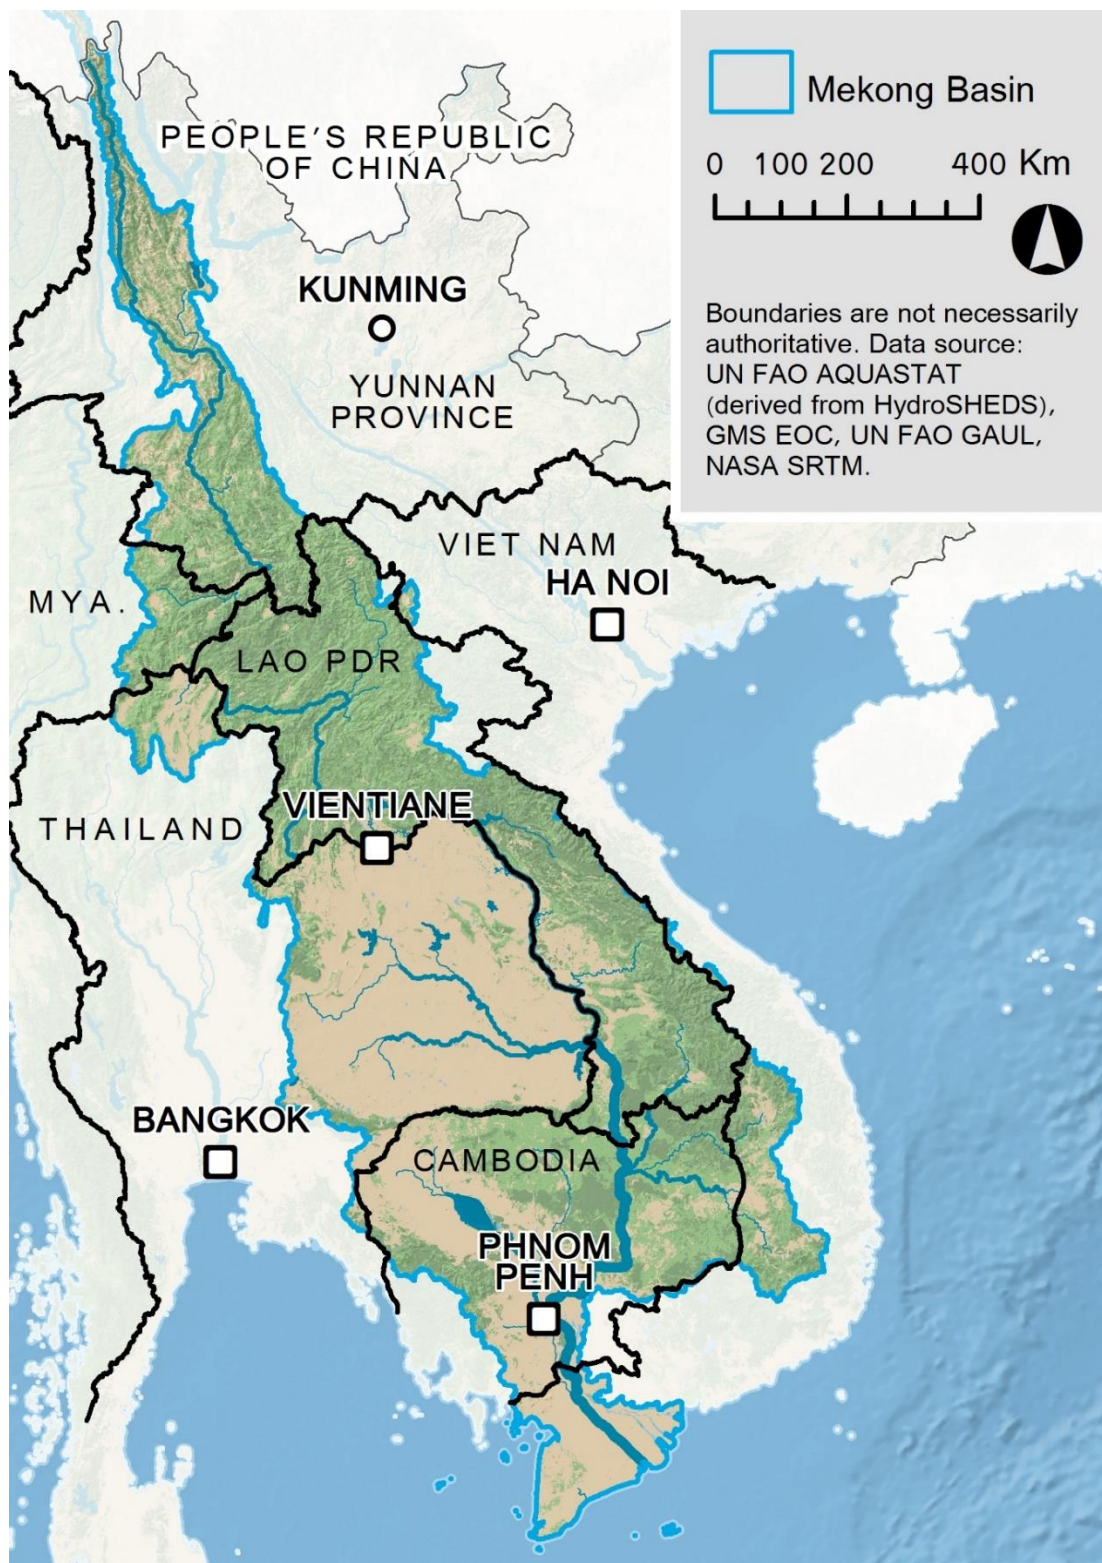 Mekong Basin
0 100 200 400 Km
Boundaries are not necessarily
authoritative. Data source:
UN FAO AQUASTAT
(derived from HydroSHEDS),
GMS EOC, UN FAO GAUL,
NASA SRTM.
PEOPLE'S REPUBLIC
OF CHINA
KUNMING
YUNNAN
PROVINCE
VIET NAM
HA NOI
MYA.
LAO PDR
VIENTIANE
THAILAND
BANGKOK
CAMBODIA
PHNOM
PENH